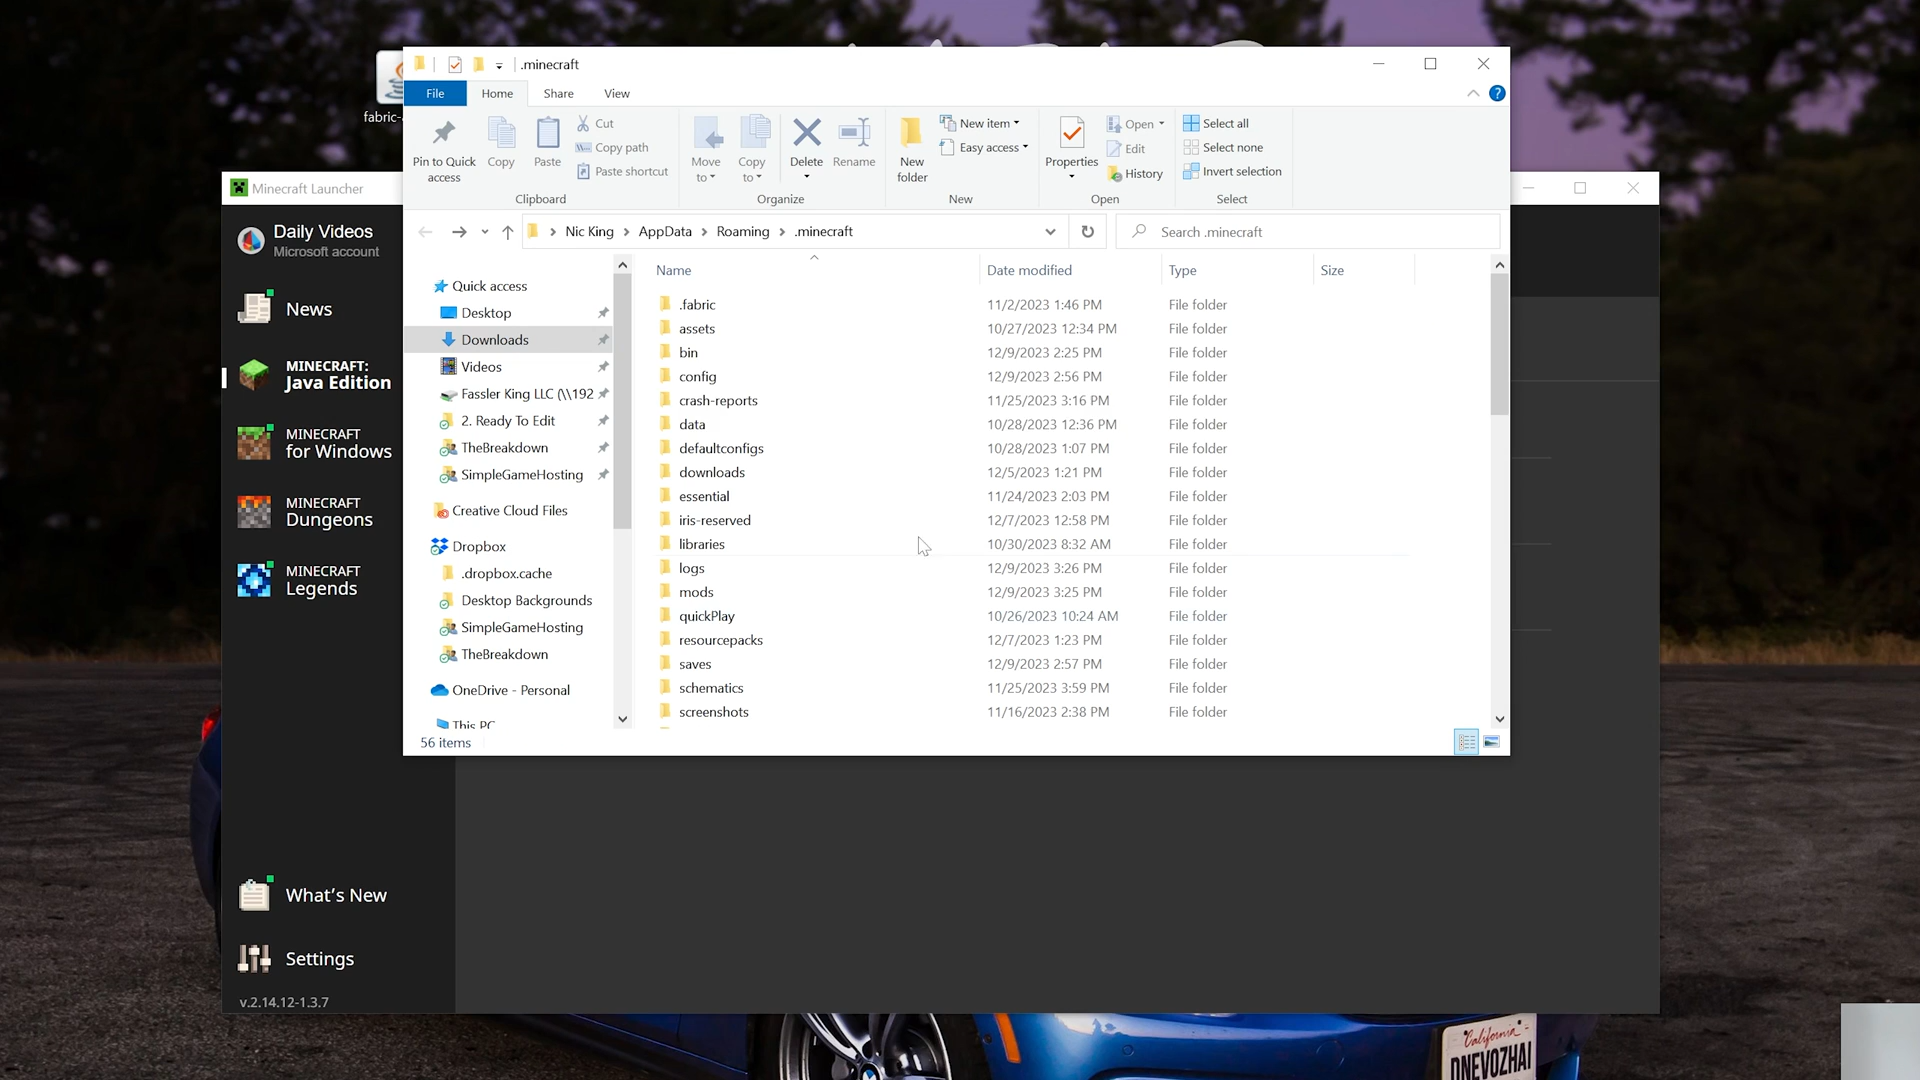 .minecraft
File
Home
Share
View
Pin to Quick
access
Copy
Paste
Cut
Copy path
Paste shortcut
Clipboard
Move
to
Copy
to
Delete
Rename
Organize
New
folder
New item
Easy access
New
Properties
Open
Edit
History
Open
Select all
Select none
Invert selection
Select
Nic King > AppData > Roaming > .minecraft
Search .minecraft
Name Date modified Type Size
Quick access
Desktop
Downloads
Videos
Fassler King LLC (\\192
2. Ready To Edit
TheBreakdown
SimpleGameHosting
Creative Cloud Files
Dropbox
.dropbox.cache
Desktop Backgrounds
SimpleGameHosting
TheBreakdown
OneDrive - Personal
This PC
.fabric 11/2/2023 1:46 PM File folder
assets 10/27/2023 12:34 PM File folder
bin 12/9/2023 2:25 PM File folder
config 12/9/2023 2:56 PM File folder
crash-reports 11/25/2023 3:16 PM File folder
data 10/28/2023 12:36 PM File folder
defaultconfigs 10/28/2023 1:07 PM File folder
downloads 12/5/2023 1:21 PM File folder
essential 11/24/2023 2:03 PM File folder
iris-reserved 12/7/2023 12:58 PM File folder
libraries 10/30/2023 8:32 AM File folder
logs 12/9/2023 3:26 PM File folder
mods 12/9/2023 3:25 PM File folder
quickPlay 10/26/2023 10:24 AM File folder
resourcepacks 12/7/2023 1:23 PM File folder
saves 12/9/2023 2:57 PM File folder
schematics 11/25/2023 3:59 PM File folder
screenshots 11/16/2023 2:38 PM File folder
56 items
fabric-
Minecraft Launcher
Daily Videos
Microsoft account
News
MINECRAFT:
Java Edition
MINECRAFT
for Windows
MINECRAFT
Dungeons
MINECRAFT
Legends
What's New
Settings
v.2.14.12-1.3.7
California
DNEVOZHAI